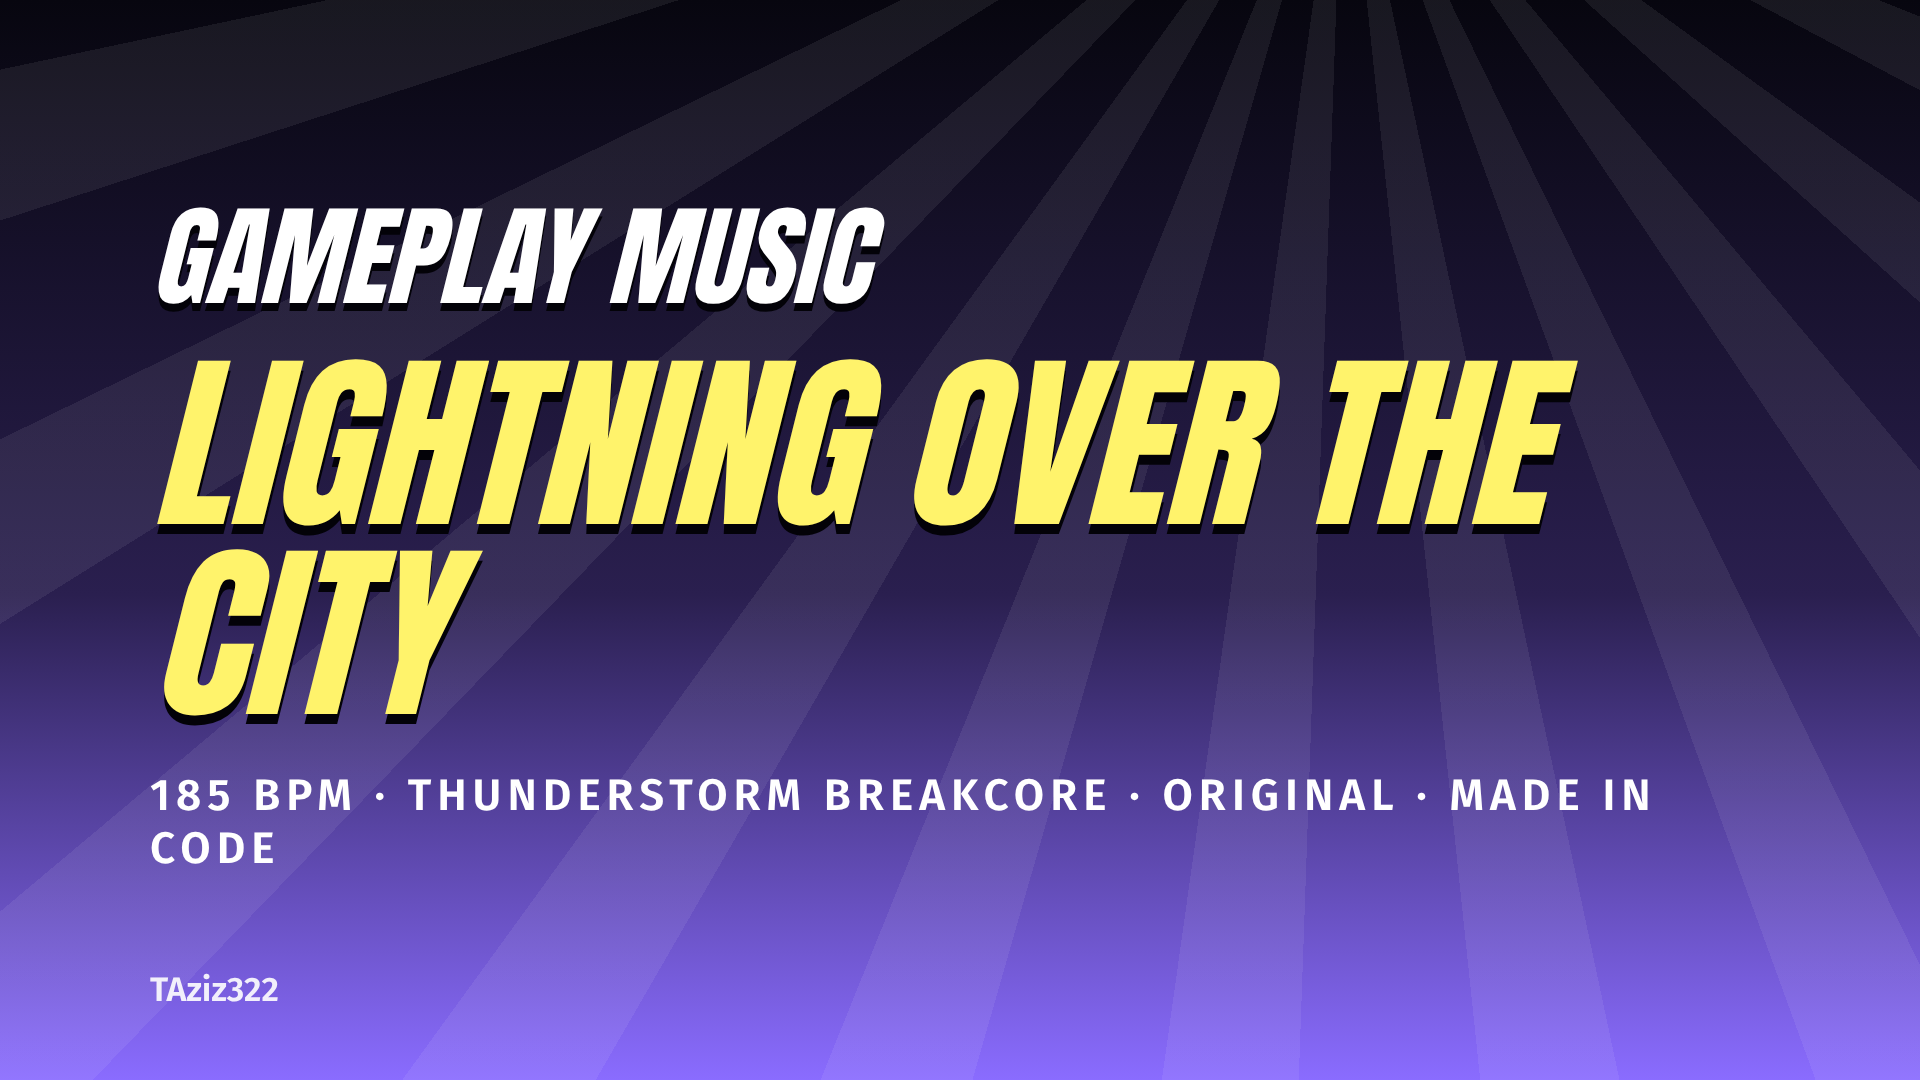 GAMEPLAY MUSIC
LIGHTNING OVER THE
CITY
185 BPM · THUNDERSTORM BREAKCORE · ORIGINAL · MADE IN
CODE
TAziz322